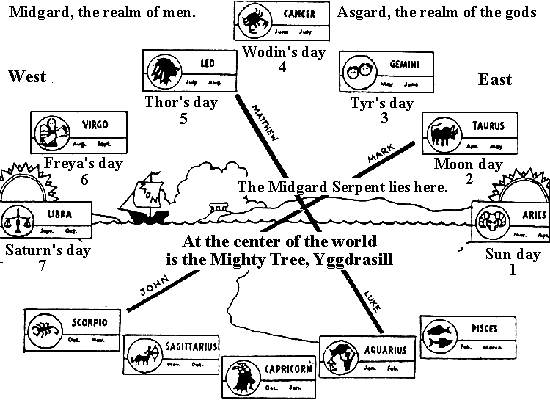 Midgard, the realm of men.
Asgard, the realm of the gods
CANCER
June July
Wodin's day
4
West
LEO
July Aug.
Thor's day
5
GEMINI
May June
Tyr's day
3
East
MATTHEW
MARK
VIRGO
Aug. Sept.
Freya's day
6
TAURUS
Apr. May
Moon day
2
The Midgard Serpent lies here.
LIBRA
Sept. Oct.
Saturn's day
7
ARIES
Mar. Apr.
Sun day
1
At the center of the world
is the Mighty Tree, Yggdrasill
JOHN
LUKE
SCORPIO
Oct. Nov.
SAGITTARIUS
Nov. Dec.
CAPRICORN
Dec. Jan.
AQUARIUS
Jan. Feb.
PISCES
Feb. March